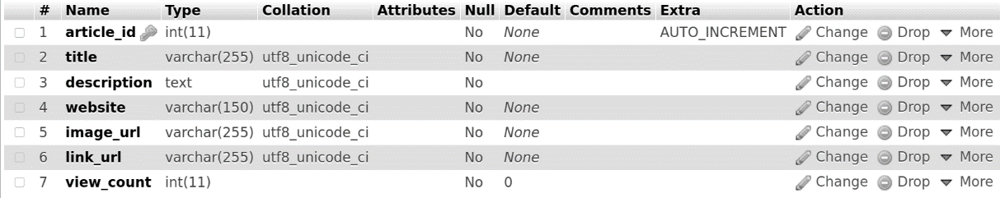 # Name Type Collation Attributes Null Default Comments Extra Action
1 article_id int(11) No None AUTO_INCREMENT Change Drop More
2 title varchar(255) utf8_unicode_ci No None Change Drop More
3 description text utf8_unicode_ci No Change Drop More
4 website varchar(150) utf8_unicode_ci No None Change Drop More
5 image_url varchar(255) utf8_unicode_ci No None Change Drop More
6 link_url varchar(255) utf8_unicode_ci No None Change Drop More
7 view_count int(11) No 0 Change Drop More